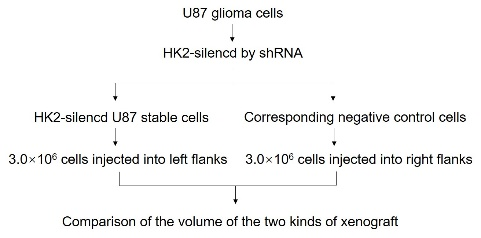 U87 glioma cells
HK2-silencd by shRNA
HK2-silencd U87 stable cells
Corresponding negative control cells
3.0×10⁶ cells injected into left flanks
3.0×10⁶ cells injected into right flanks
Comparison of the volume of the two kinds of xenograft